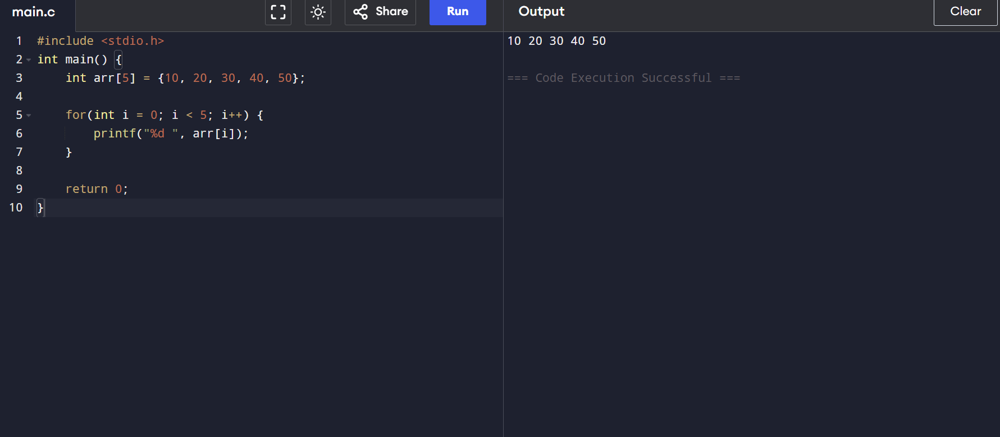 main.c
Share
Run
Output
Clear
1 #include <stdio.h>
2 int main() {
3     int arr[5] = {10, 20, 30, 40, 50};
4
5     for(int i = 0; i < 5; i++) {
6         printf("%d ", arr[i]);
7     }
8
9     return 0;
10 }
10 20 30 40 50
=== Code Execution Successful ===